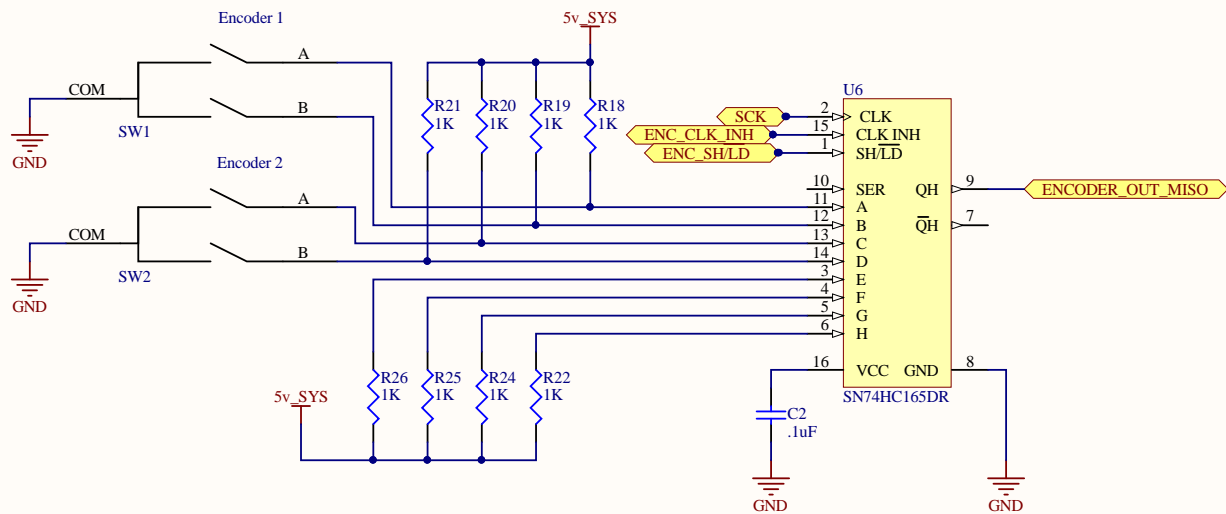 Encoder 1
A
COM
B
SW1
GND
Encoder 2
A
COM
B
SW2
GND
5v_SYS
R21
1K
R20
1K
R19
1K
R18
1K
5v_SYS
R26
1K
R25
1K
R24
1K
R22
1K
U6
SCK 2 CLK
ENC_CLK_INH 15 CLK INH
ENC_SH/L̅D̅ 1 SH/L̅D̅
10 SER QH 9 ENCODER_OUT_MISO
11 A
12 B Q̅H 7
13 C
14 D
3 E
4 F
5 G
6 H
16 VCC GND 8
SN74HC165DR
C2
.1uF
GND
GND